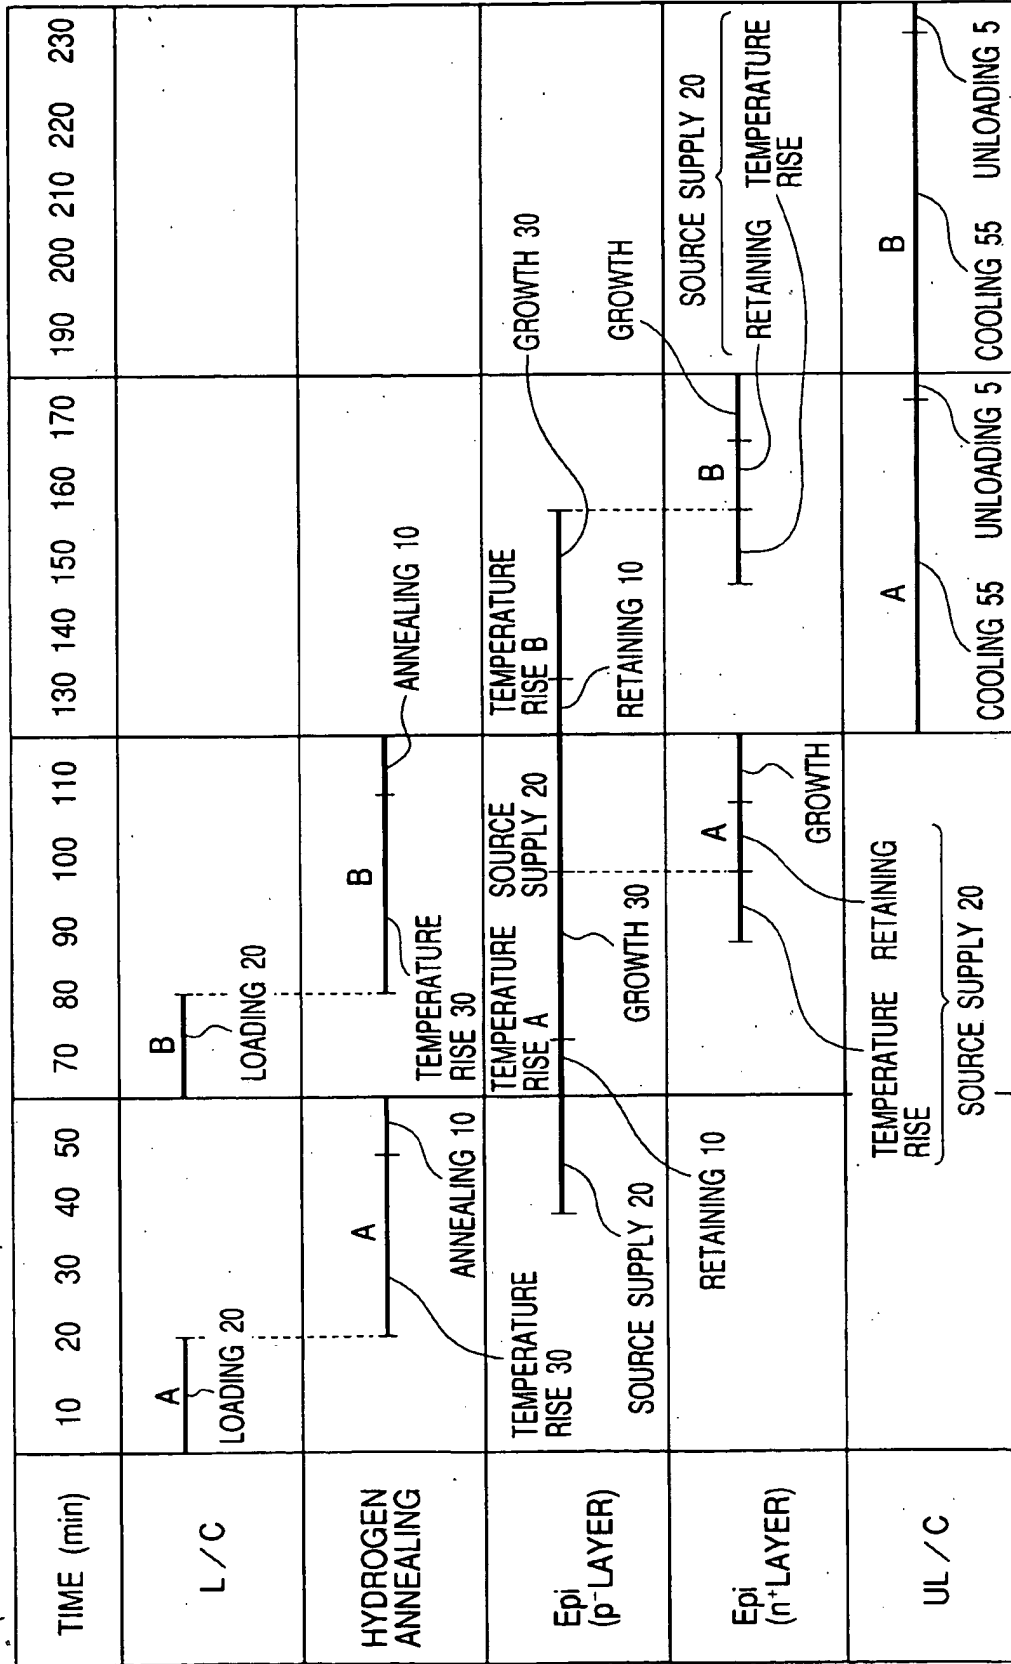 TIME (min)
10 20 30 40 50 70 80 90 100 110 130 140 150 160 170 190 200 210 220 230
L/C
A
LOADING 20
B
LOADING 20
HYDROGEN
ANNEALING
A
TEMPERATURE
RISE 30
ANNEALING 10
B
TEMPERATURE
RISE 30
ANNEALING 10
Epi
(p⁻LAYER)
SOURCE SUPPLY 20
RETAINING 10
TEMPERATURE
RISE A
GROWTH 30
SOURCE
SUPPLY 20
TEMPERATURE
RISE B
RETAINING 10
GROWTH 30
Epi
(n⁺LAYER)
A
TEMPERATURE
RISE
RETAINING
SOURCE SUPPLY 20
GROWTH
B
GROWTH
SOURCE SUPPLY 20
RETAINING
TEMPERATURE
RISE
UL/C
A
COOLING 55
UNLOADING 5
B
COOLING 55
UNLOADING 5